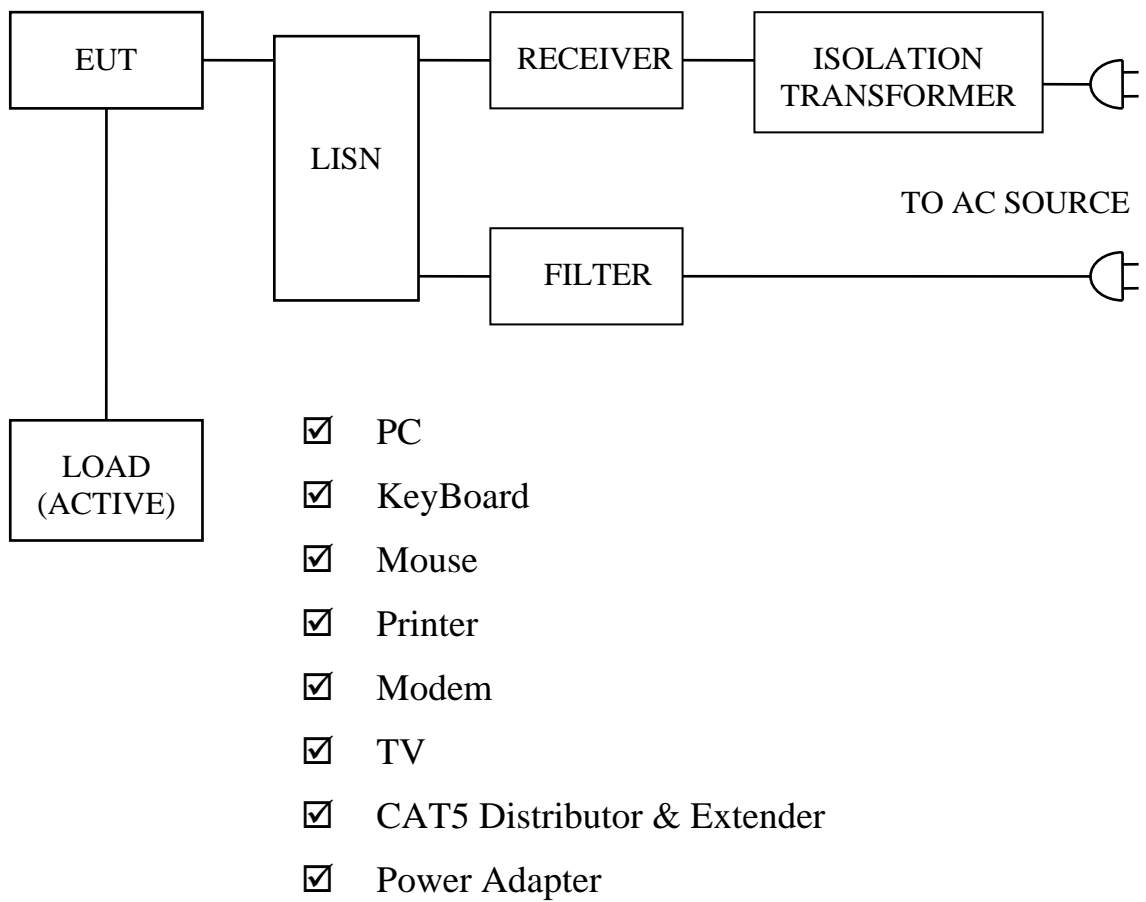 EUT
LISN
RECEIVER
ISOLATION
TRANSFORMER
TO AC SOURCE
FILTER
LOAD
(ACTIVE)
☑ PC
☑ KeyBoard
☑ Mouse
☑ Printer
☑ Modem
☑ TV
☑ CAT5 Distributor & Extender
☑ Power Adapter